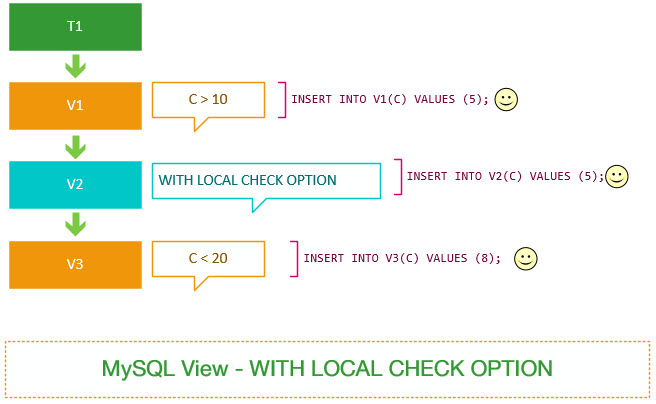 T1
V1
C > 10
INSERT INTO V1(C) VALUES (5);
V2
WITH LOCAL CHECK OPTION
INSERT INTO V2(C) VALUES (5);
V3
C < 20
INSERT INTO V3(C) VALUES (8);
MySQL View - WITH LOCAL CHECK OPTION